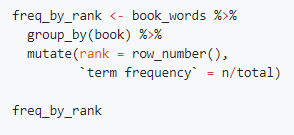 freq_by_rank <- book_words %>%
  group_by(book) %>%
  mutate(rank = row_number(),
         `term frequency` = n/total)
freq_by_rank